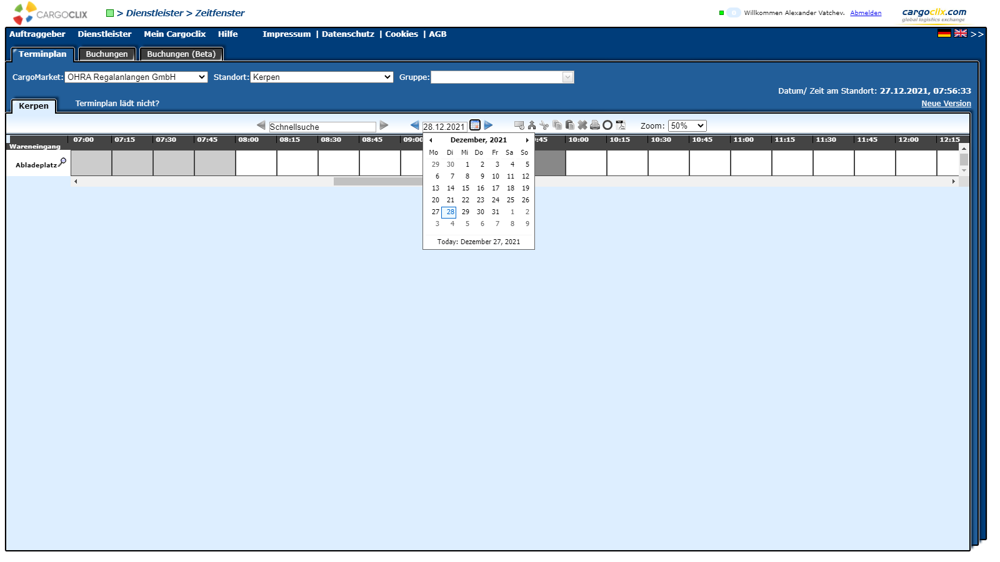 CARGOCLIX
> Dienstleister > Zeitfenster
0 Willkommen Alexander Vatchev. Abmelden
cargoclix.com
global logistics exchange
Auftraggeber Dienstleister Mein Cargoclix Hilfe Impressum | Datenschutz | Cookies | AGB
>>
Terminplan Buchungen Buchungen (Beta)
CargoMarket: OHRA Regalanlangen GmbH Standort: Kerpen Gruppe:
Datum/ Zeit am Standort: 27.12.2021, 07:56:33
Kerpen Terminplan lädt nicht? Neue Version
Schnellsuche 28.12.2021 Zoom: 50%
07:00 07:15 07:30 07:45 08:00 08:15 08:30 08:45 09:00 :45 10:00 10:15 10:30 10:45 11:00 11:15 11:30 11:45 12:00 12:15
Wareneingang
Abladeplatz
Dezember, 2021
Mo Di Mi Do Fr Sa So
29 30 1 2 3 4 5
6 7 8 9 10 11 12
13 14 15 16 17 18 19
20 21 22 23 24 25 26
27 28 29 30 31 1 2
3 4 5 6 7 8 9
Today: Dezember 27, 2021